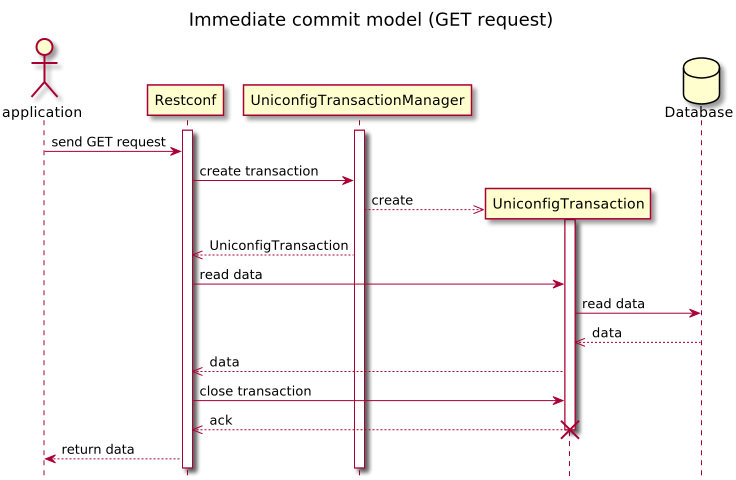 Immediate commit model (GET request)
application
Restconf
UniconfigTransactionManager
Database
send GET request
create transaction
create
UniconfigTransaction
UniconfigTransaction
read data
read data
data
data
close transaction
ack
return data